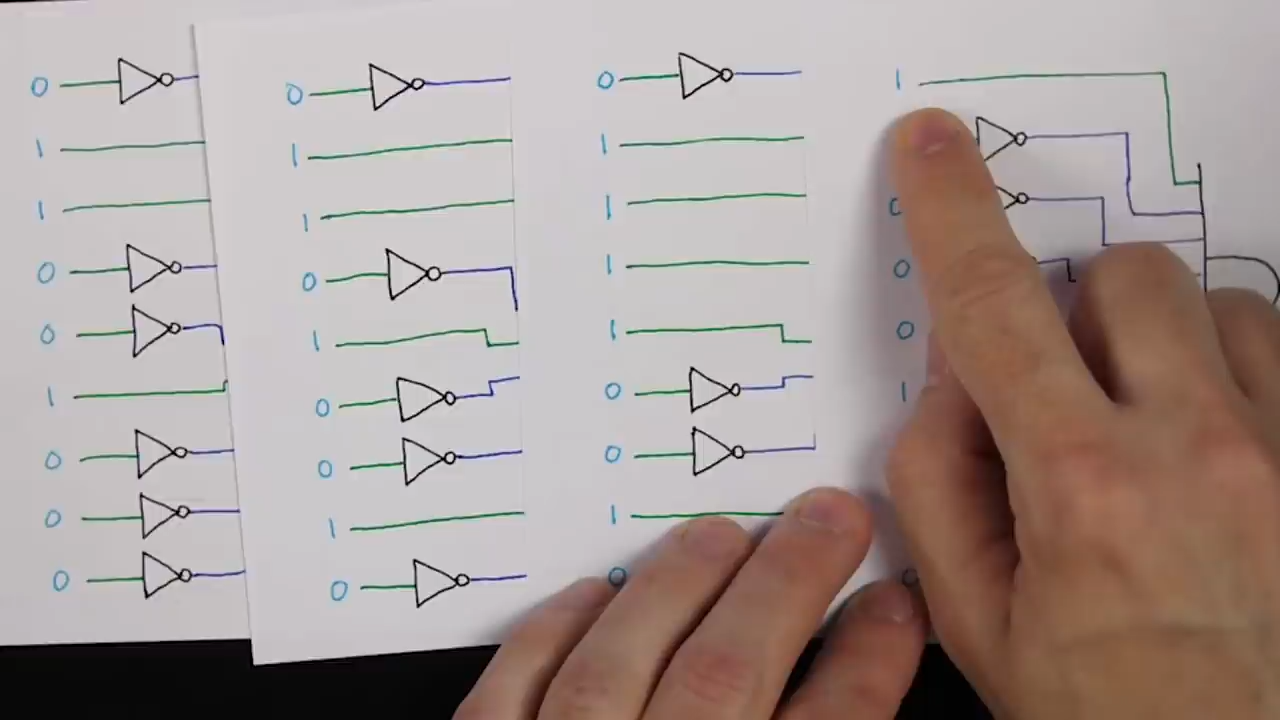 0 0 0 1
1 1 1
1 1 1
0 0 1 0
0 1 1 0
1 0 0 1
0 0 0
0 1 1
0 0